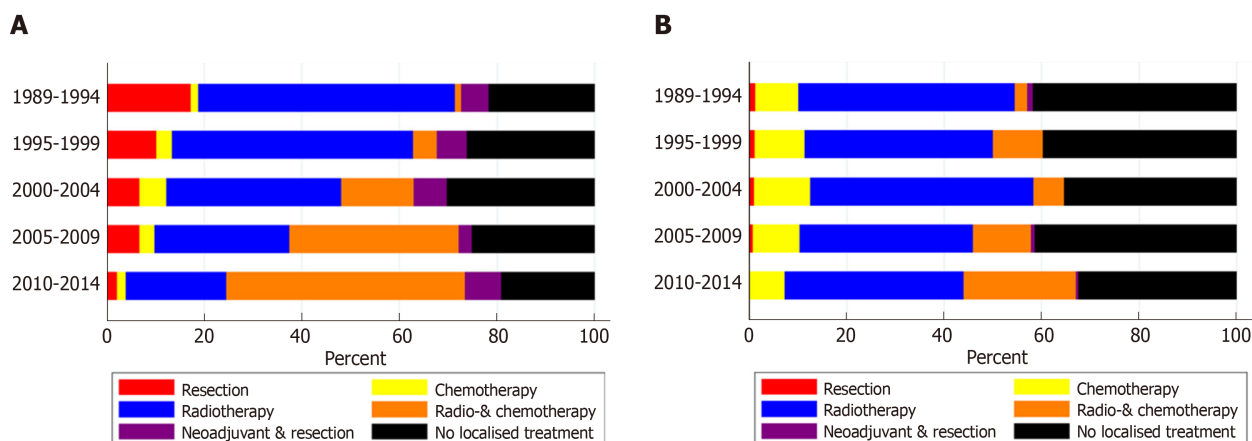 A
1989-1994
1995-1999
2000-2004
2005-2009
2010-2014
0 20 40 60 80 100
Percent
Resection
Chemotherapy
Radiotherapy
Radio-& chemotherapy
Neoadjuvant & resection
No localised treatment
B
1989-1994
1995-1999
2000-2004
2005-2009
2010-2014
0 20 40 60 80 100
Percent
Resection
Chemotherapy
Radiotherapy
Radio-& chemotherapy
Neoadjuvant & resection
No localised treatment